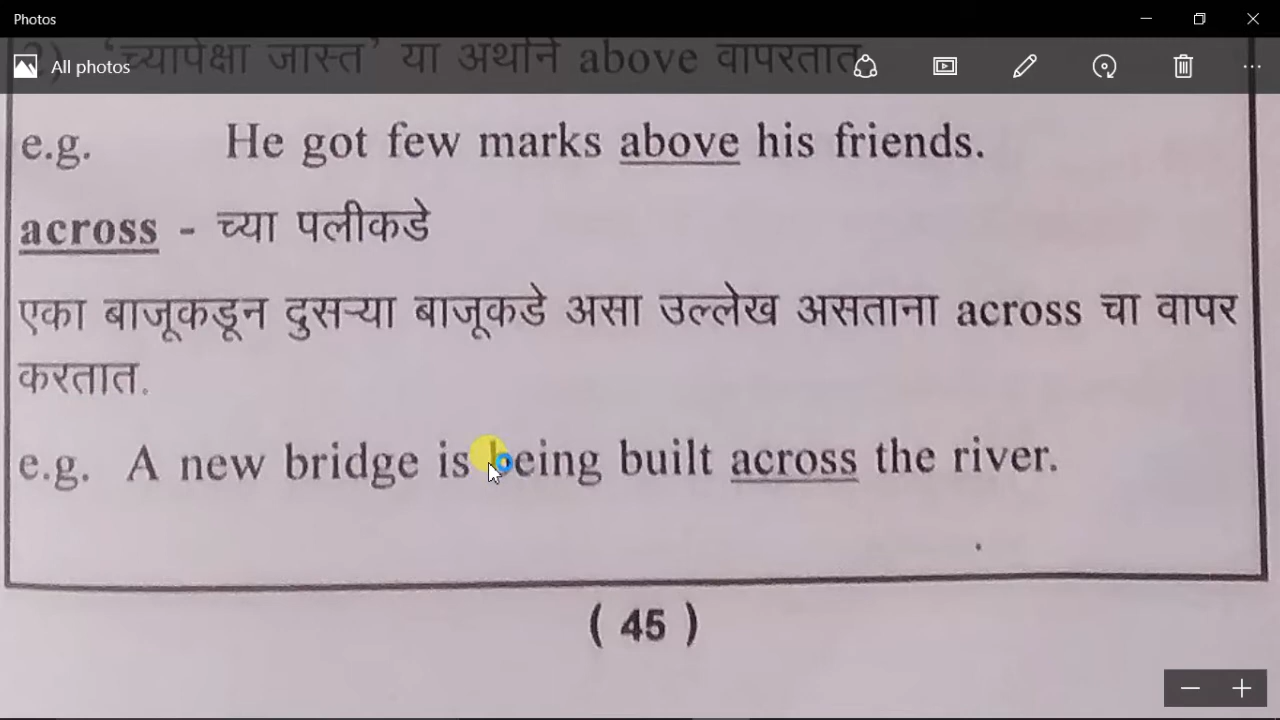 Photos
2) 'च्यापेक्षा जास्त' या अर्थाने above वापरतात
All photos
e.g. He got few marks above his friends.
across - च्या पलीकडे
एका बाजूकडून दुसऱ्या बाजूकडे असा उल्लेख असताना across चा वापर
करतात.
e.g. A new bridge is being built across the river.
( 45 )